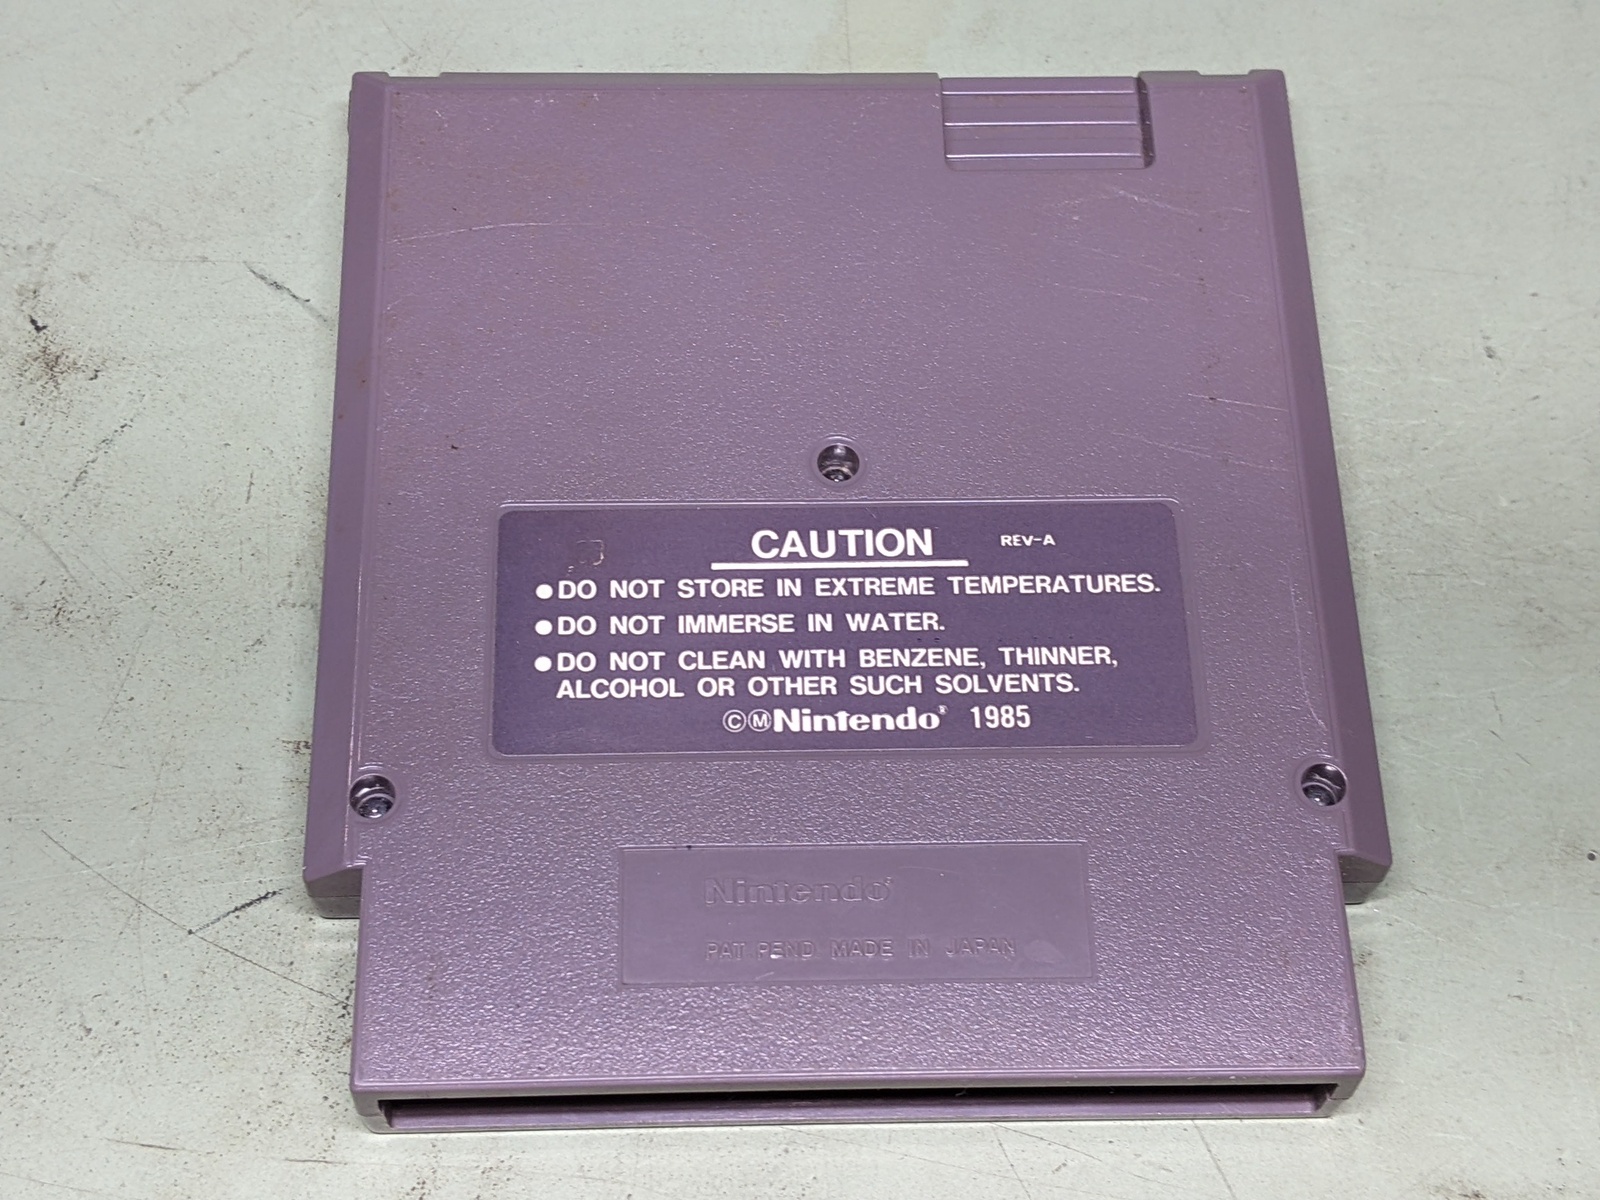 CAUTION REV-A
●DO NOT STORE IN EXTREME TEMPERATURES.
●DO NOT IMMERSE IN WATER.
●DO NOT CLEAN WITH BENZENE, THINNER,
ALCOHOL OR OTHER SUCH SOLVENTS.
©ⓂNintendo® 1985
Nintendo®
PAT PEND MADE IN JAPAN